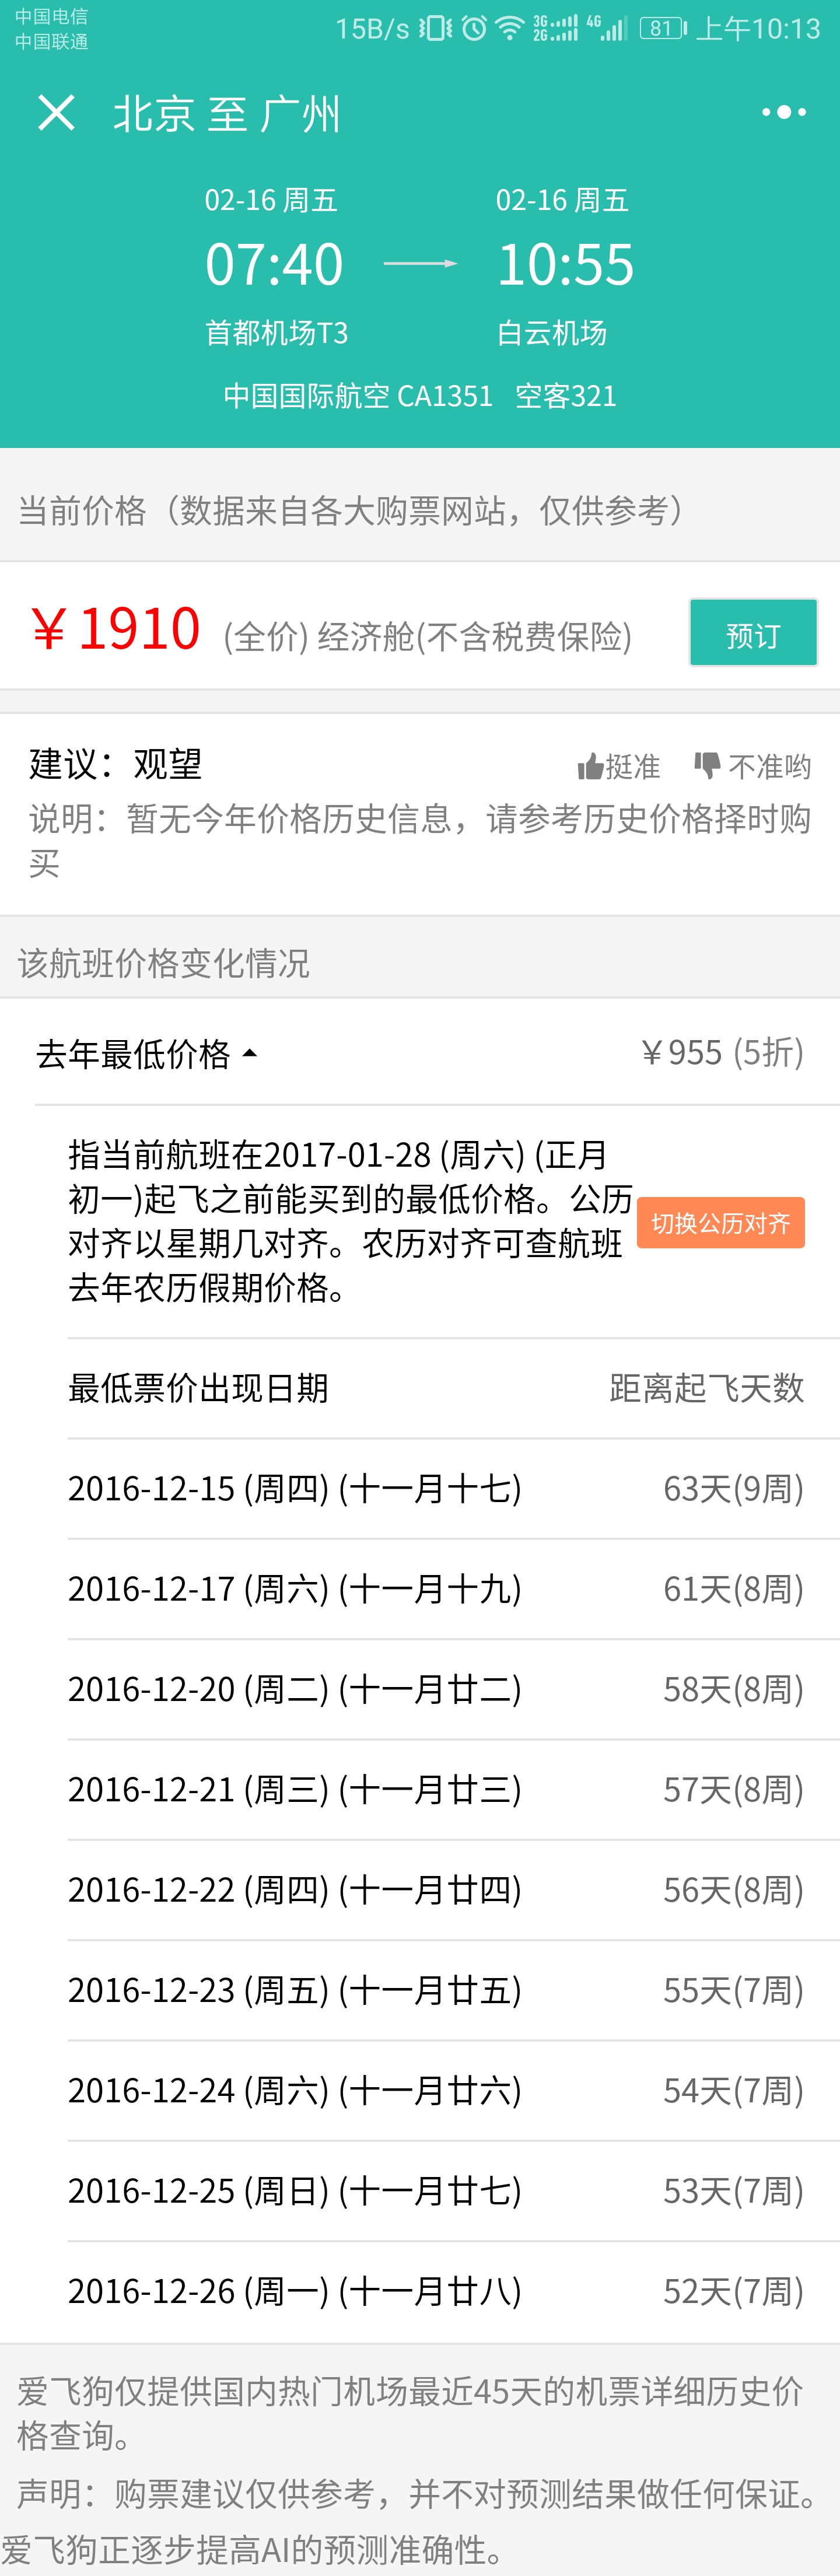 中国电信
中国联通
15B/s 3G 2G 4G 81 上午10:13
北京 至 广州
02-16 周五 02-16 周五
07:40 10:55
首都机场T3 白云机场
中国国际航空 CA1351 空客321
当前价格（数据来自各大购票网站，仅供参考）
￥1910 (全价) 经济舱(不含税费保险) 预订
建议：观望 挺准 不准哟
说明：暂无今年价格历史信息，请参考历史价格择时购
买
该航班价格变化情况
去年最低价格 ￥955 (5折)
指当前航班在2017-01-28 (周六) (正月
初一)起飞之前能买到的最低价格。公历
对齐以星期几对齐。农历对齐可查航班
去年农历假期价格。
切换公历对齐
最低票价出现日期 距离起飞天数
2016-12-15 (周四) (十一月十七) 63天(9周)
2016-12-17 (周六) (十一月十九) 61天(8周)
2016-12-20 (周二) (十一月廿二) 58天(8周)
2016-12-21 (周三) (十一月廿三) 57天(8周)
2016-12-22 (周四) (十一月廿四) 56天(8周)
2016-12-23 (周五) (十一月廿五) 55天(7周)
2016-12-24 (周六) (十一月廿六) 54天(7周)
2016-12-25 (周日) (十一月廿七) 53天(7周)
2016-12-26 (周一) (十一月廿八) 52天(7周)
爱飞狗仅提供国内热门机场最近45天的机票详细历史价
格查询。
声明：购票建议仅供参考，并不对预测结果做任何保证。
爱飞狗正逐步提高AI的预测准确性。